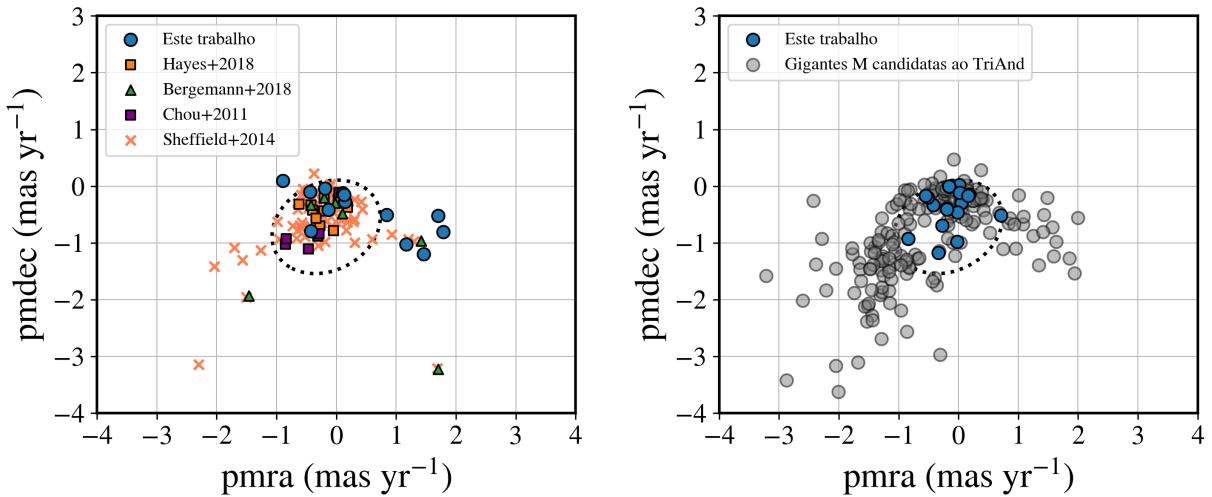 3
2
1
0
−1
−2
−3
−4
pmdec (mas yr−1)
Este trabalho
Hayes+2018
Bergemann+2018
Chou+2011
Sheffield+2014
−4 −3 −2 −1 0 1 2 3 4
pmra (mas yr−1)
3
2
1
0
−1
−2
−3
−4
pmdec (mas yr−1)
Este trabalho
Gigantes M candidatas ao TriAnd
−4 −3 −2 −1 0 1 2 3 4
pmra (mas yr−1)